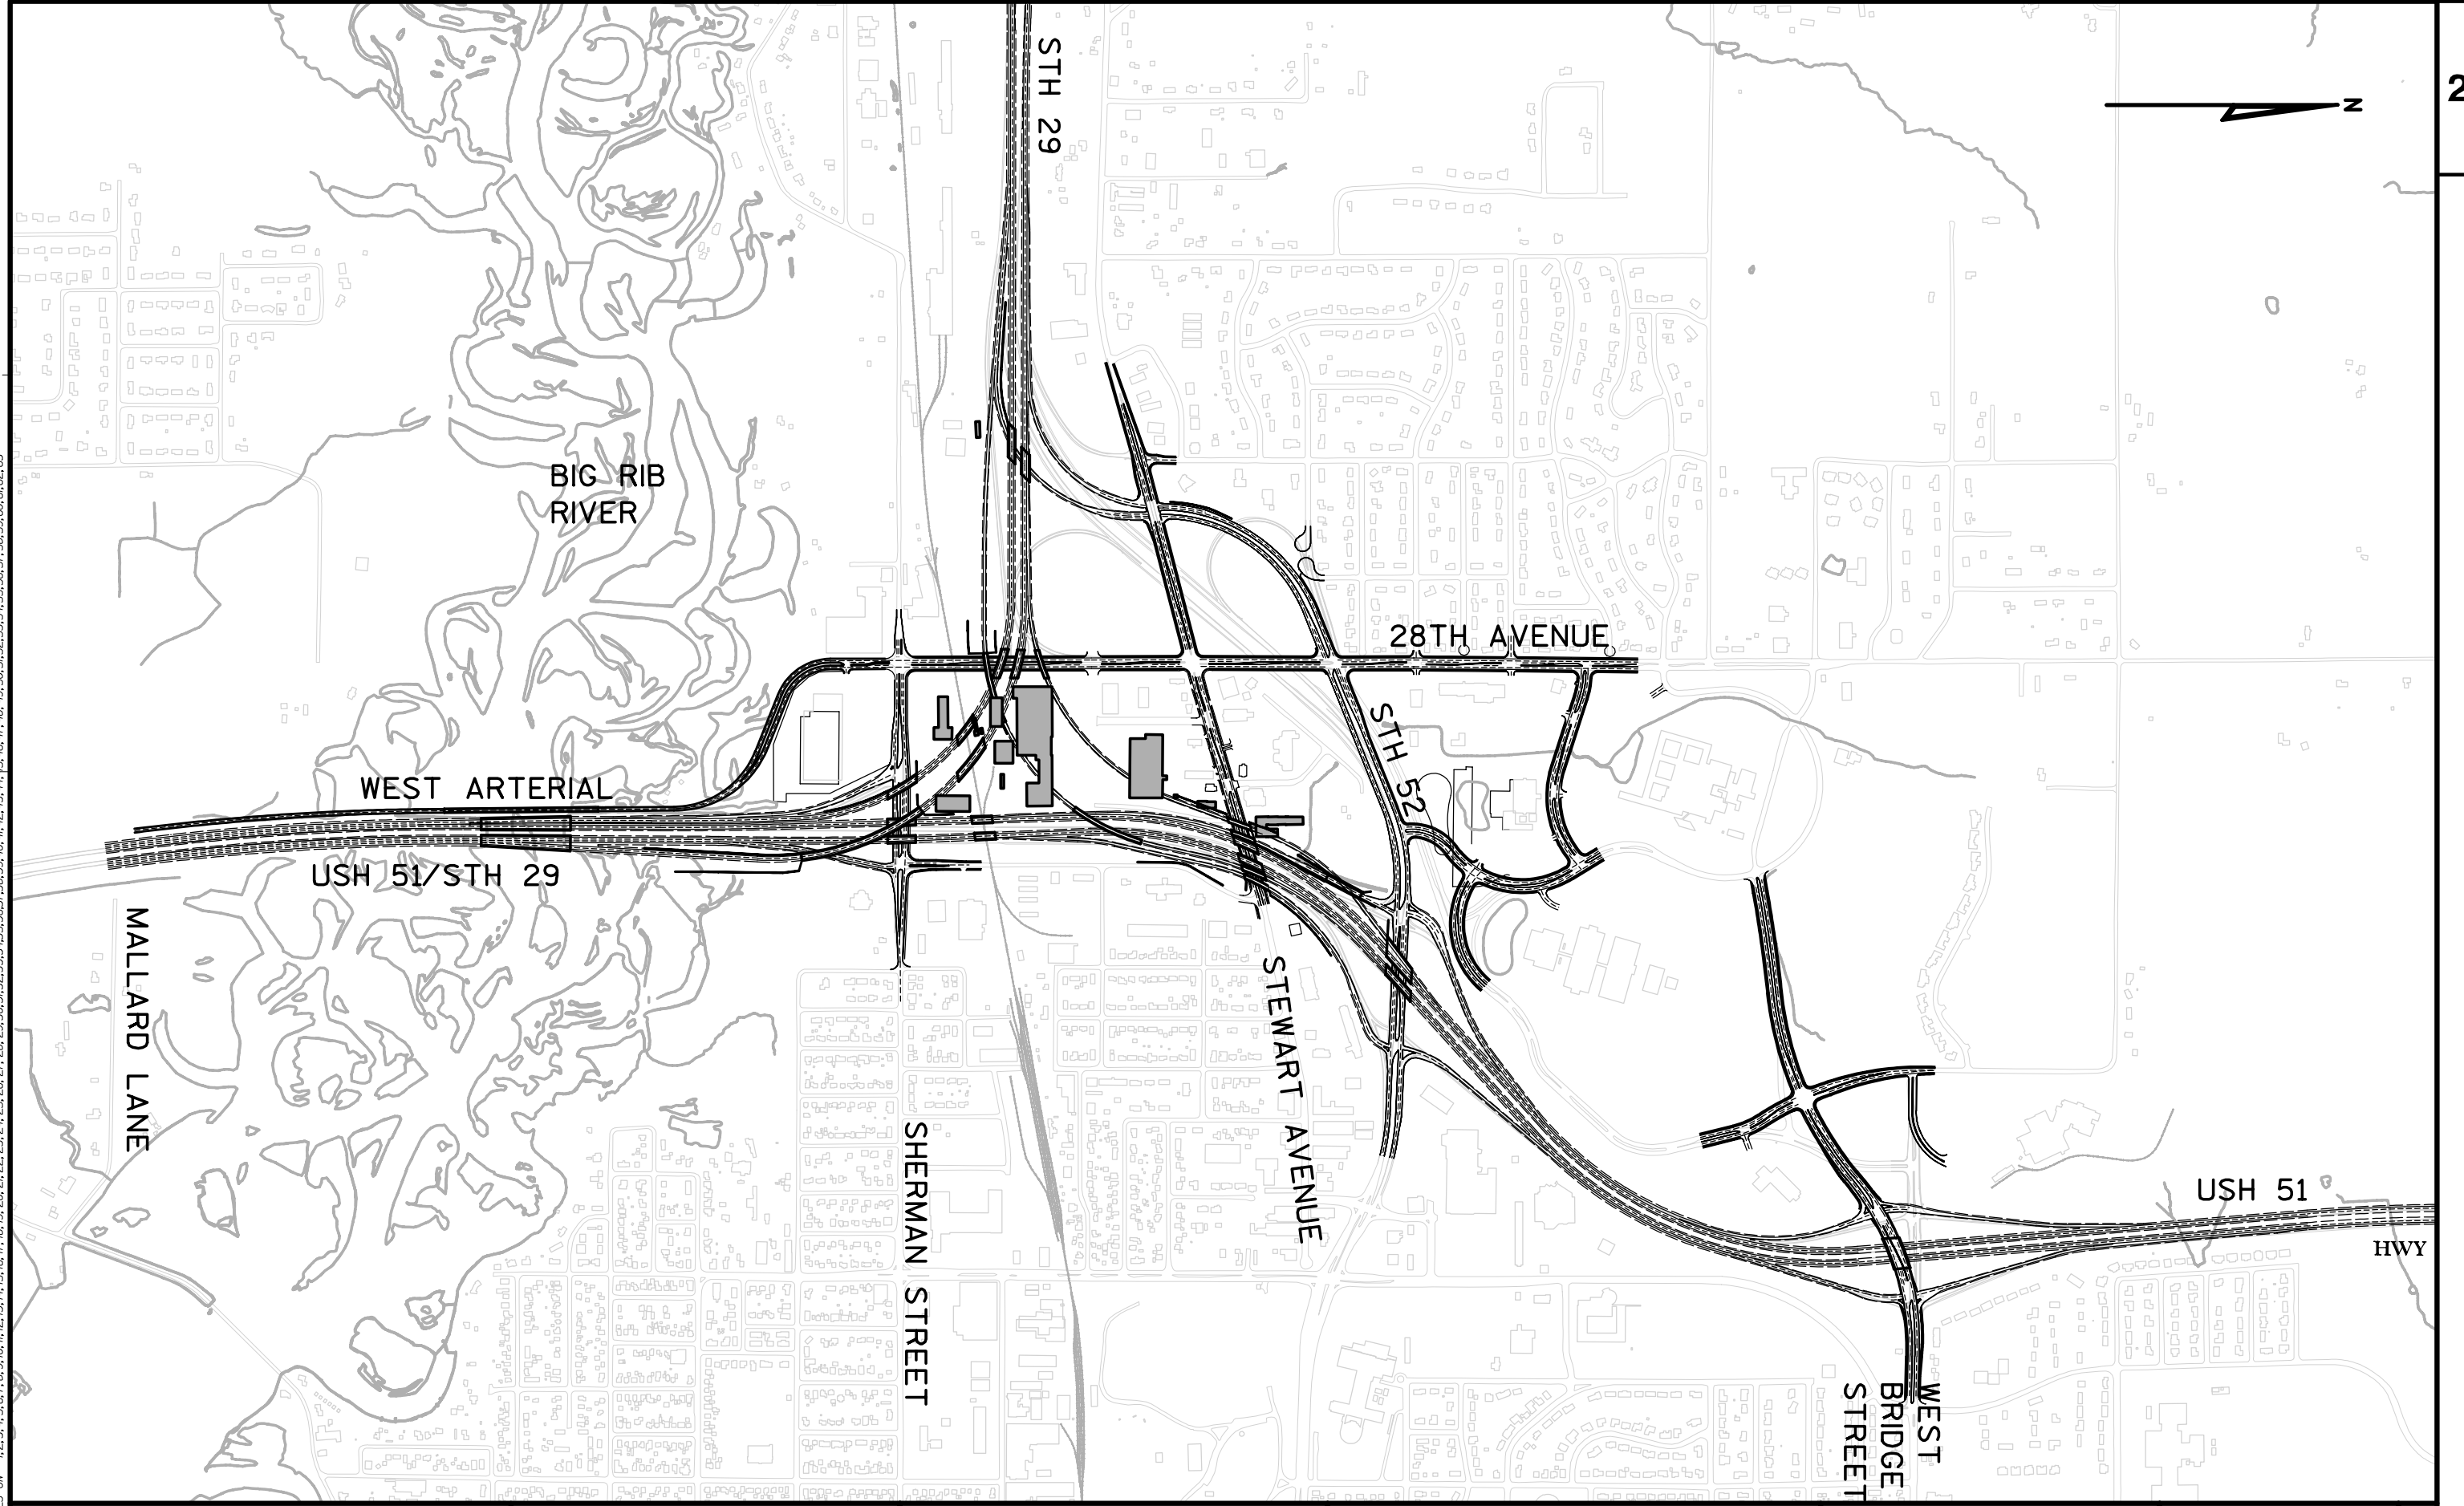 2
STH 29
N
BIG RIB
RIVER
28TH AVENUE
STH 52
WEST ARTERIAL
USH 51/STH 29
MALLARD LANE
STEWART AVENUE
SHERMAN STREET
USH 51
HWY
WEST
BRIDGE
STREET